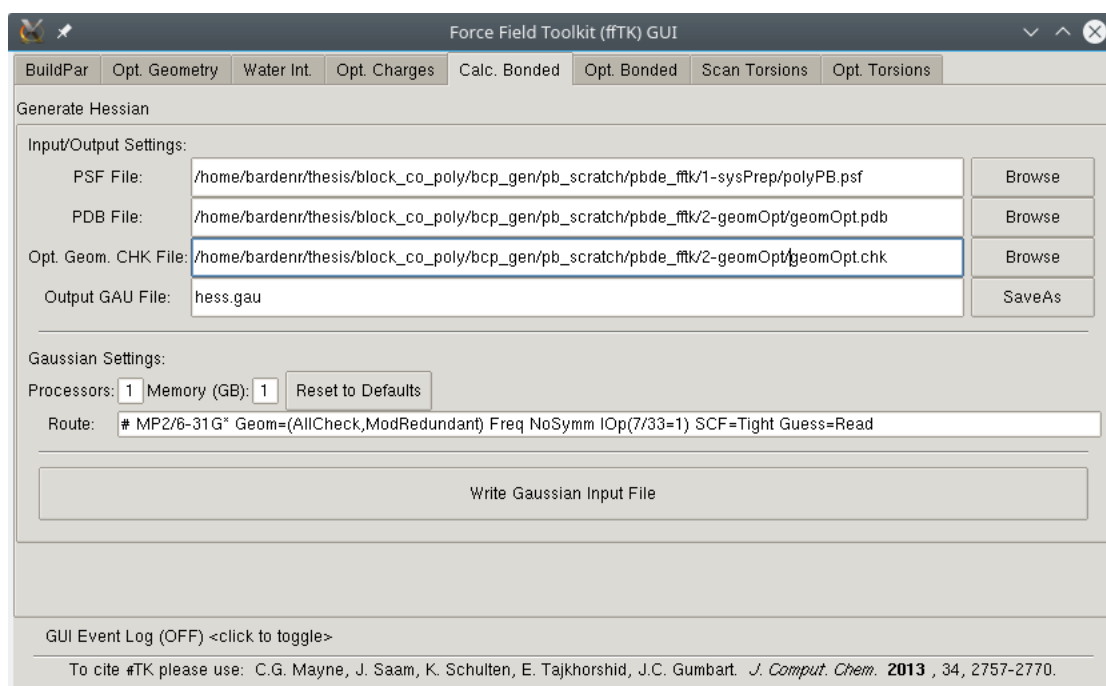 Force Field Toolkit (ffTK) GUI
BuildPar Opt. Geometry Water Int. Opt. Charges Calc. Bonded Opt. Bonded Scan Torsions Opt. Torsions
Generate Hessian
Input/Output Settings:
PSF File: /home/bardenr/thesis/block_co_poly/bcp_gen/pb_scratch/pbde_fftk/1-sysPrep/polyPB.psf Browse
PDB File: /home/bardenr/thesis/block_co_poly/bcp_gen/pb_scratch/pbde_fftk/2-geomOpt/geomOpt.pdb Browse
Opt. Geom. CHK File: /home/bardenr/thesis/block_co_poly/bcp_gen/pb_scratch/pbde_fftk/2-geomOpt/geomOpt.chk Browse
Output GAU File: hess.gau SaveAs
Gaussian Settings:
Processors: 1 Memory (GB): 1 Reset to Defaults
Route: # MP2/6-31G* Geom=(AllCheck,ModRedundant) Freq NoSymm IOp(7/33=1) SCF=Tight Guess=Read
Write Gaussian Input File
GUI Event Log (OFF) <click to toggle>
To cite ffTK please use: C.G. Mayne, J. Saam, K. Schulten, E. Tajkhorshid, J.C. Gumbart. J. Comput. Chem. 2013 , 34, 2757-2770.